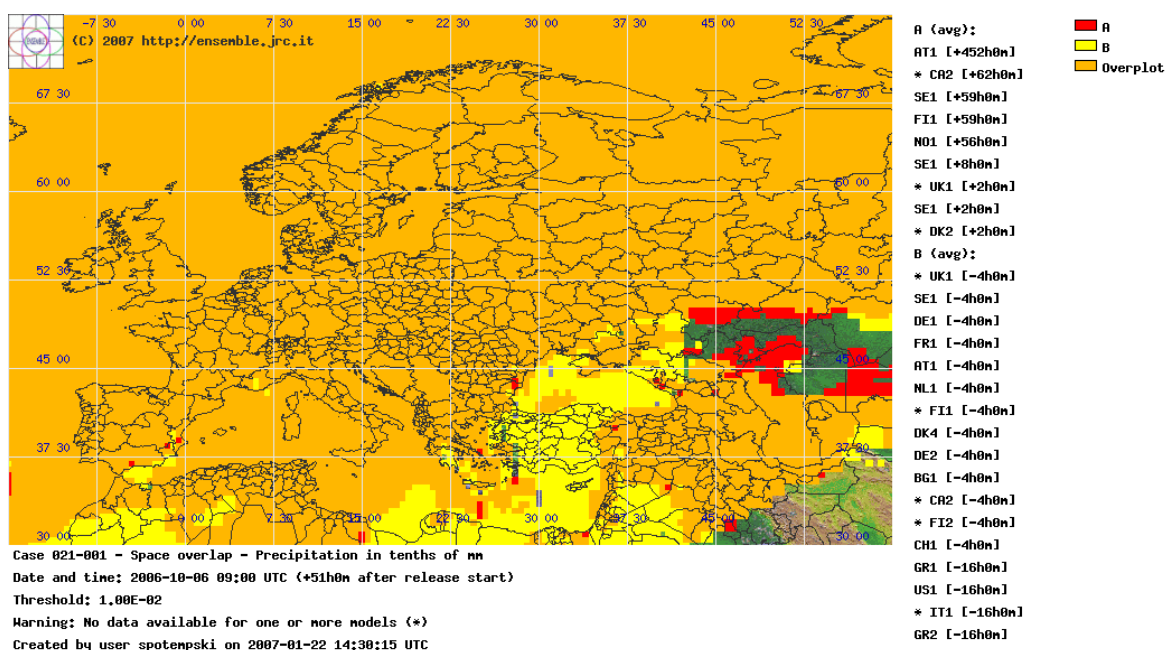 -7 30 0 00 7 30 15 00 22 30 30 00 37 30 45 00 52 30
(C) 2007 http://ensemble.jrc.it
67 30 67 30
60 00 60 00
52 30 52 30
45 00 45 00
37 30 37 30
0 00 7 30 15 00 22 30 30 00 37 30 45 00
30 00 30 00
Case 021-001 - Space overlap - Precipitation in tenths of mm
Date and time: 2006-10-06 09:00 UTC (+51h0m after release start)
Threshold: 1.00E-02
Warning: No data available for one or more models (*)
Created by user spotempski on 2007-01-22 14:30:15 UTC
A (avg):
AT1 [+452h0m]
* CA2 [+62h0m]
SE1 [+59h0m]
FI1 [+59h0m]
NO1 [+56h0m]
SE1 [+8h0m]
* UK1 [+2h0m]
SE1 [+2h0m]
* DK2 [+2h0m]
B (avg):
* UK1 [-4h0m]
SE1 [-4h0m]
DE1 [-4h0m]
FR1 [-4h0m]
AT1 [-4h0m]
NL1 [-4h0m]
* FI1 [-4h0m]
DK4 [-4h0m]
DE2 [-4h0m]
BG1 [-4h0m]
* CA2 [-4h0m]
* FI2 [-4h0m]
CH1 [-4h0m]
GR1 [-16h0m]
US1 [-16h0m]
* IT1 [-16h0m]
GR2 [-16h0m]
A
B
Overplot